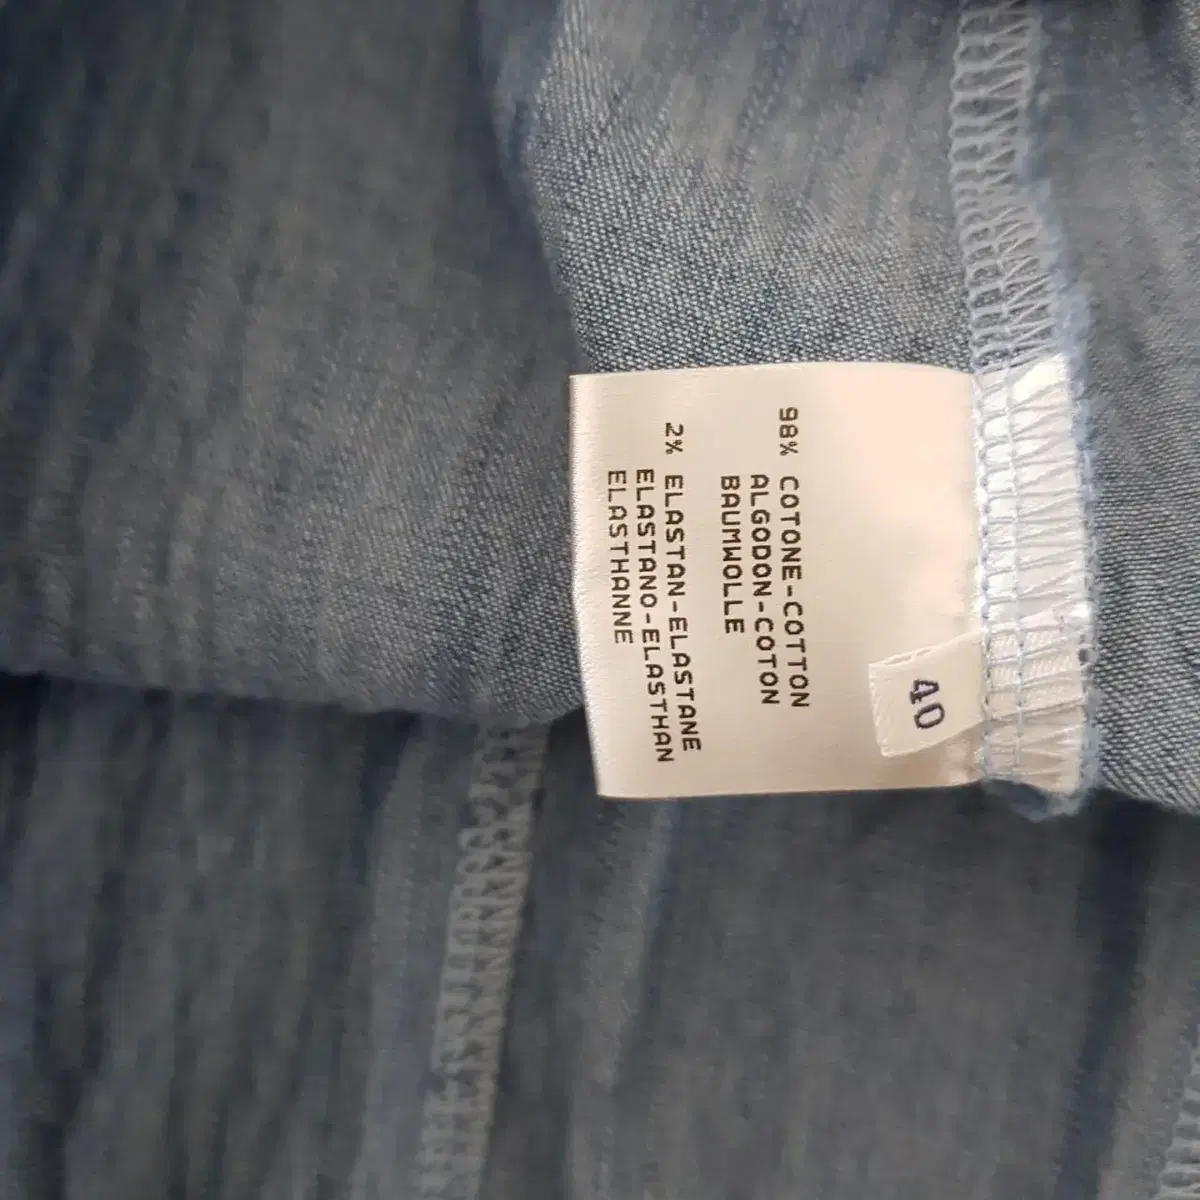 98% COTONE-COTTON
ALGODON-COTON
BAUMWOLLE
2% ELASTAN-ELASTANE
ELASTANO-ELASTHAN
ELASTHANNE
40